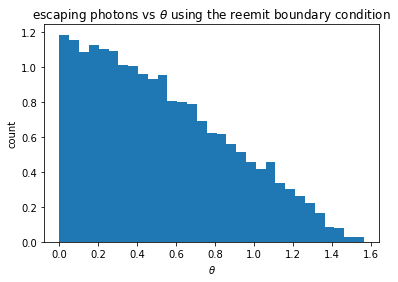 escaping photons vs θ using the reemit boundary condition
1.2
1.0
0.8
0.6
0.4
0.2
0.0
count
0.0 0.2 0.4 0.6 0.8 1.0 1.2 1.4 1.6
θ